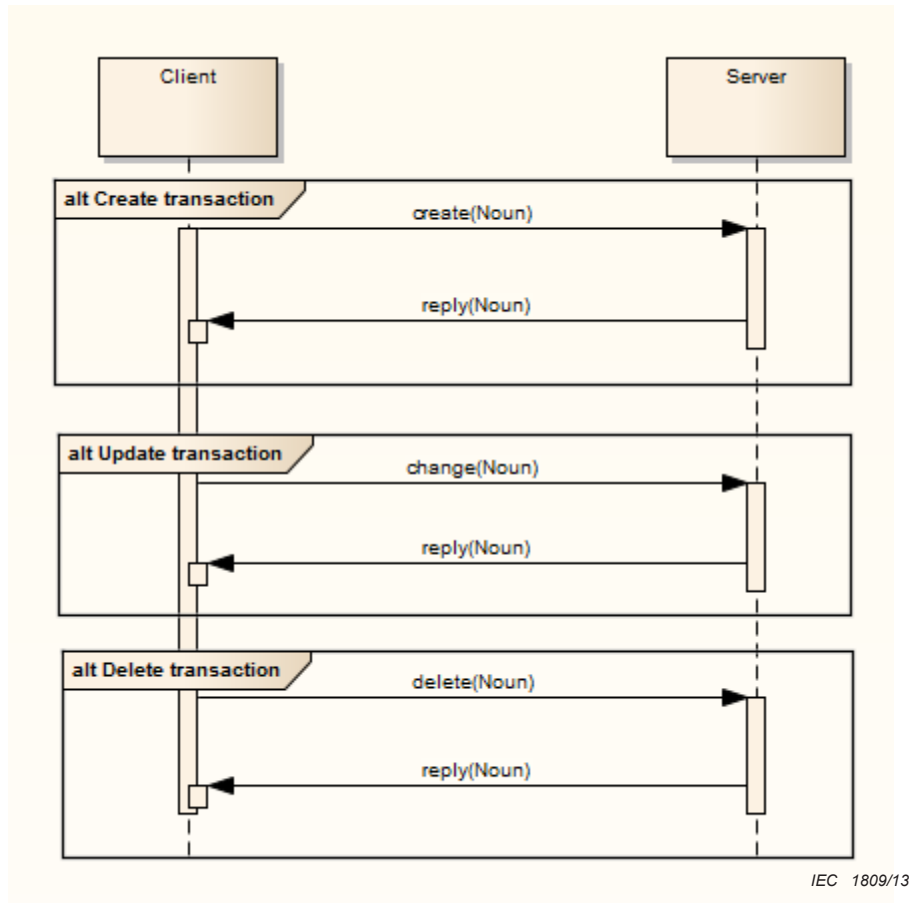 Client
Server
alt Create transaction
create(Noun)
reply(Noun)
alt Update transaction
change(Noun)
reply(Noun)
alt Delete transaction
delete(Noun)
reply(Noun)
IEC 1809/13